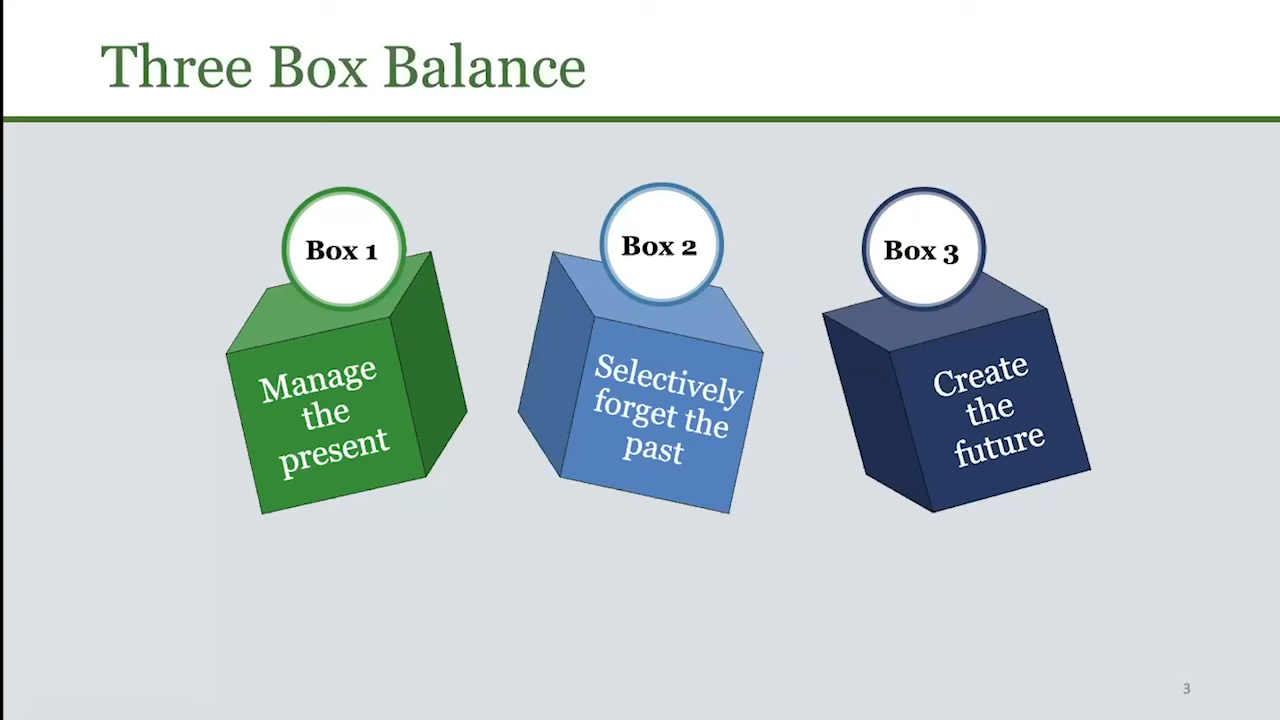 Three Box Balance
Box 1
Manage
the
present
Box 2
Selectively
forget the
past
Box 3
Create
the
future
3